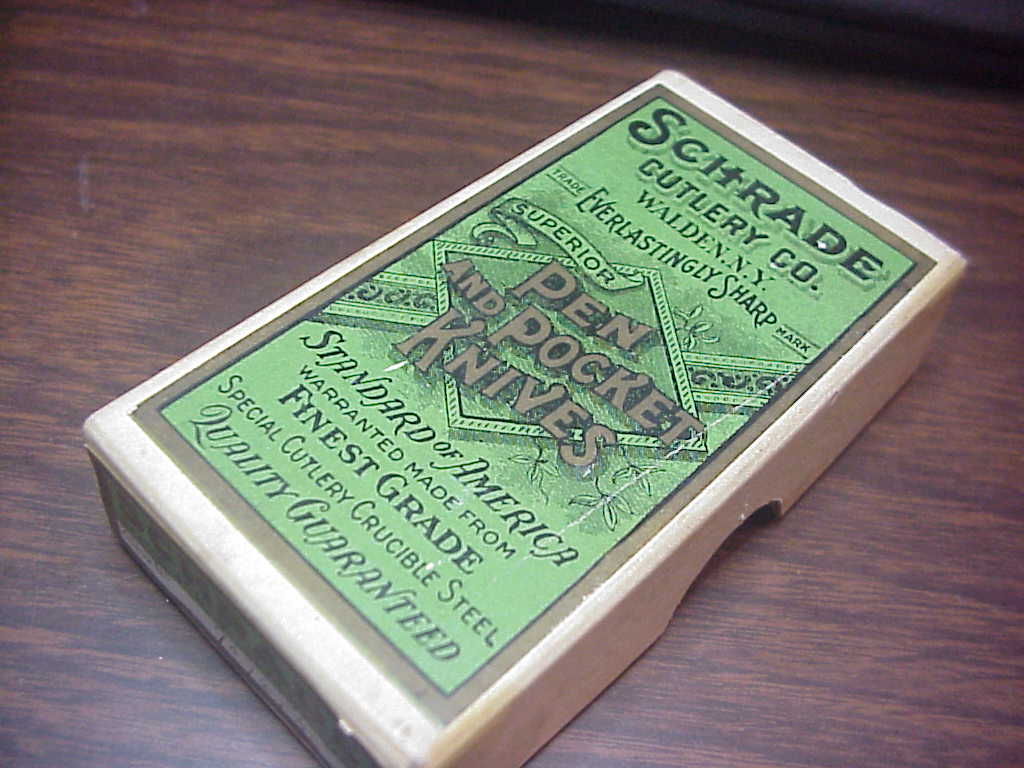 SCHRADE
CUTLERY CO.
WALDEN, N.Y.
TRADE EVERLASTINGLY SHARP MARK
SUPERIOR
PEN
AND POCKET
KNIVES
STANDARD OF AMERICA
WARRANTED MADE FROM
FINEST GRADE
SPECIAL CUTLERY CRUCIBLE STEEL
QUALITY GUARANTEED